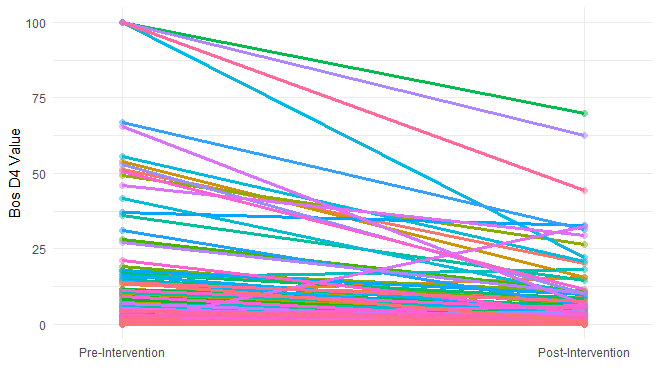 100
75
50
25
0
Bos D4 Value
Pre-Intervention
Post-Intervention